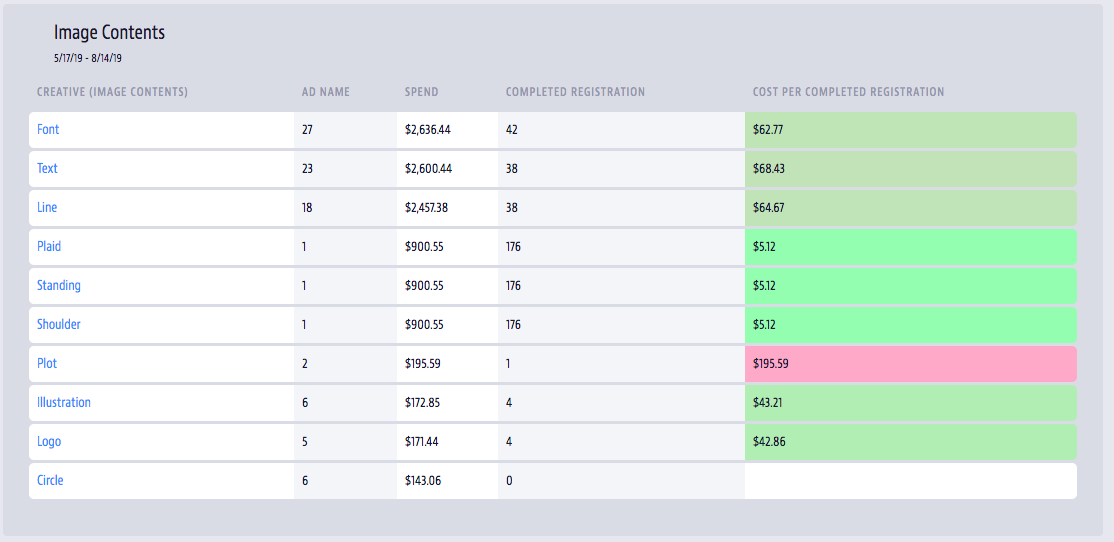 Image Contents
5/17/19 - 8/14/19
CREATIVE (IMAGE CONTENTS) AD NAME SPEND COMPLETED REGISTRATION COST PER COMPLETED REGISTRATION
Font 27 $2,636.44 42 $62.77
Text 23 $2,600.44 38 $68.43
Line 18 $2,457.38 38 $64.67
Plaid 1 $900.55 176 $5.12
Standing 1 $900.55 176 $5.12
Shoulder 1 $900.55 176 $5.12
Plot 2 $195.59 1 $195.59
Illustration 6 $172.85 4 $43.21
Logo 5 $171.44 4 $42.86
Circle 6 $143.06 0